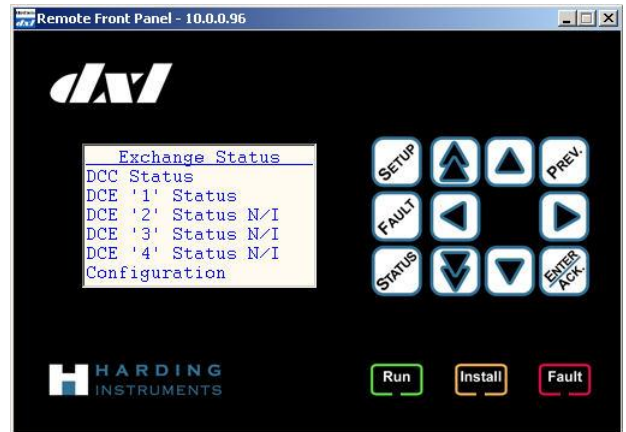 Remote Front Panel - 10.0.0.96
dxl
Exchange Status
DCC Status
DCE '1' Status
DCE '2' Status N/I
DCE '3' Status N/I
DCE '4' Status N/I
Configuration
SETUP
PREV.
FAULT
STATUS
ENTER
ACK.
HARDING
INSTRUMENTS
Run
Install
Fault